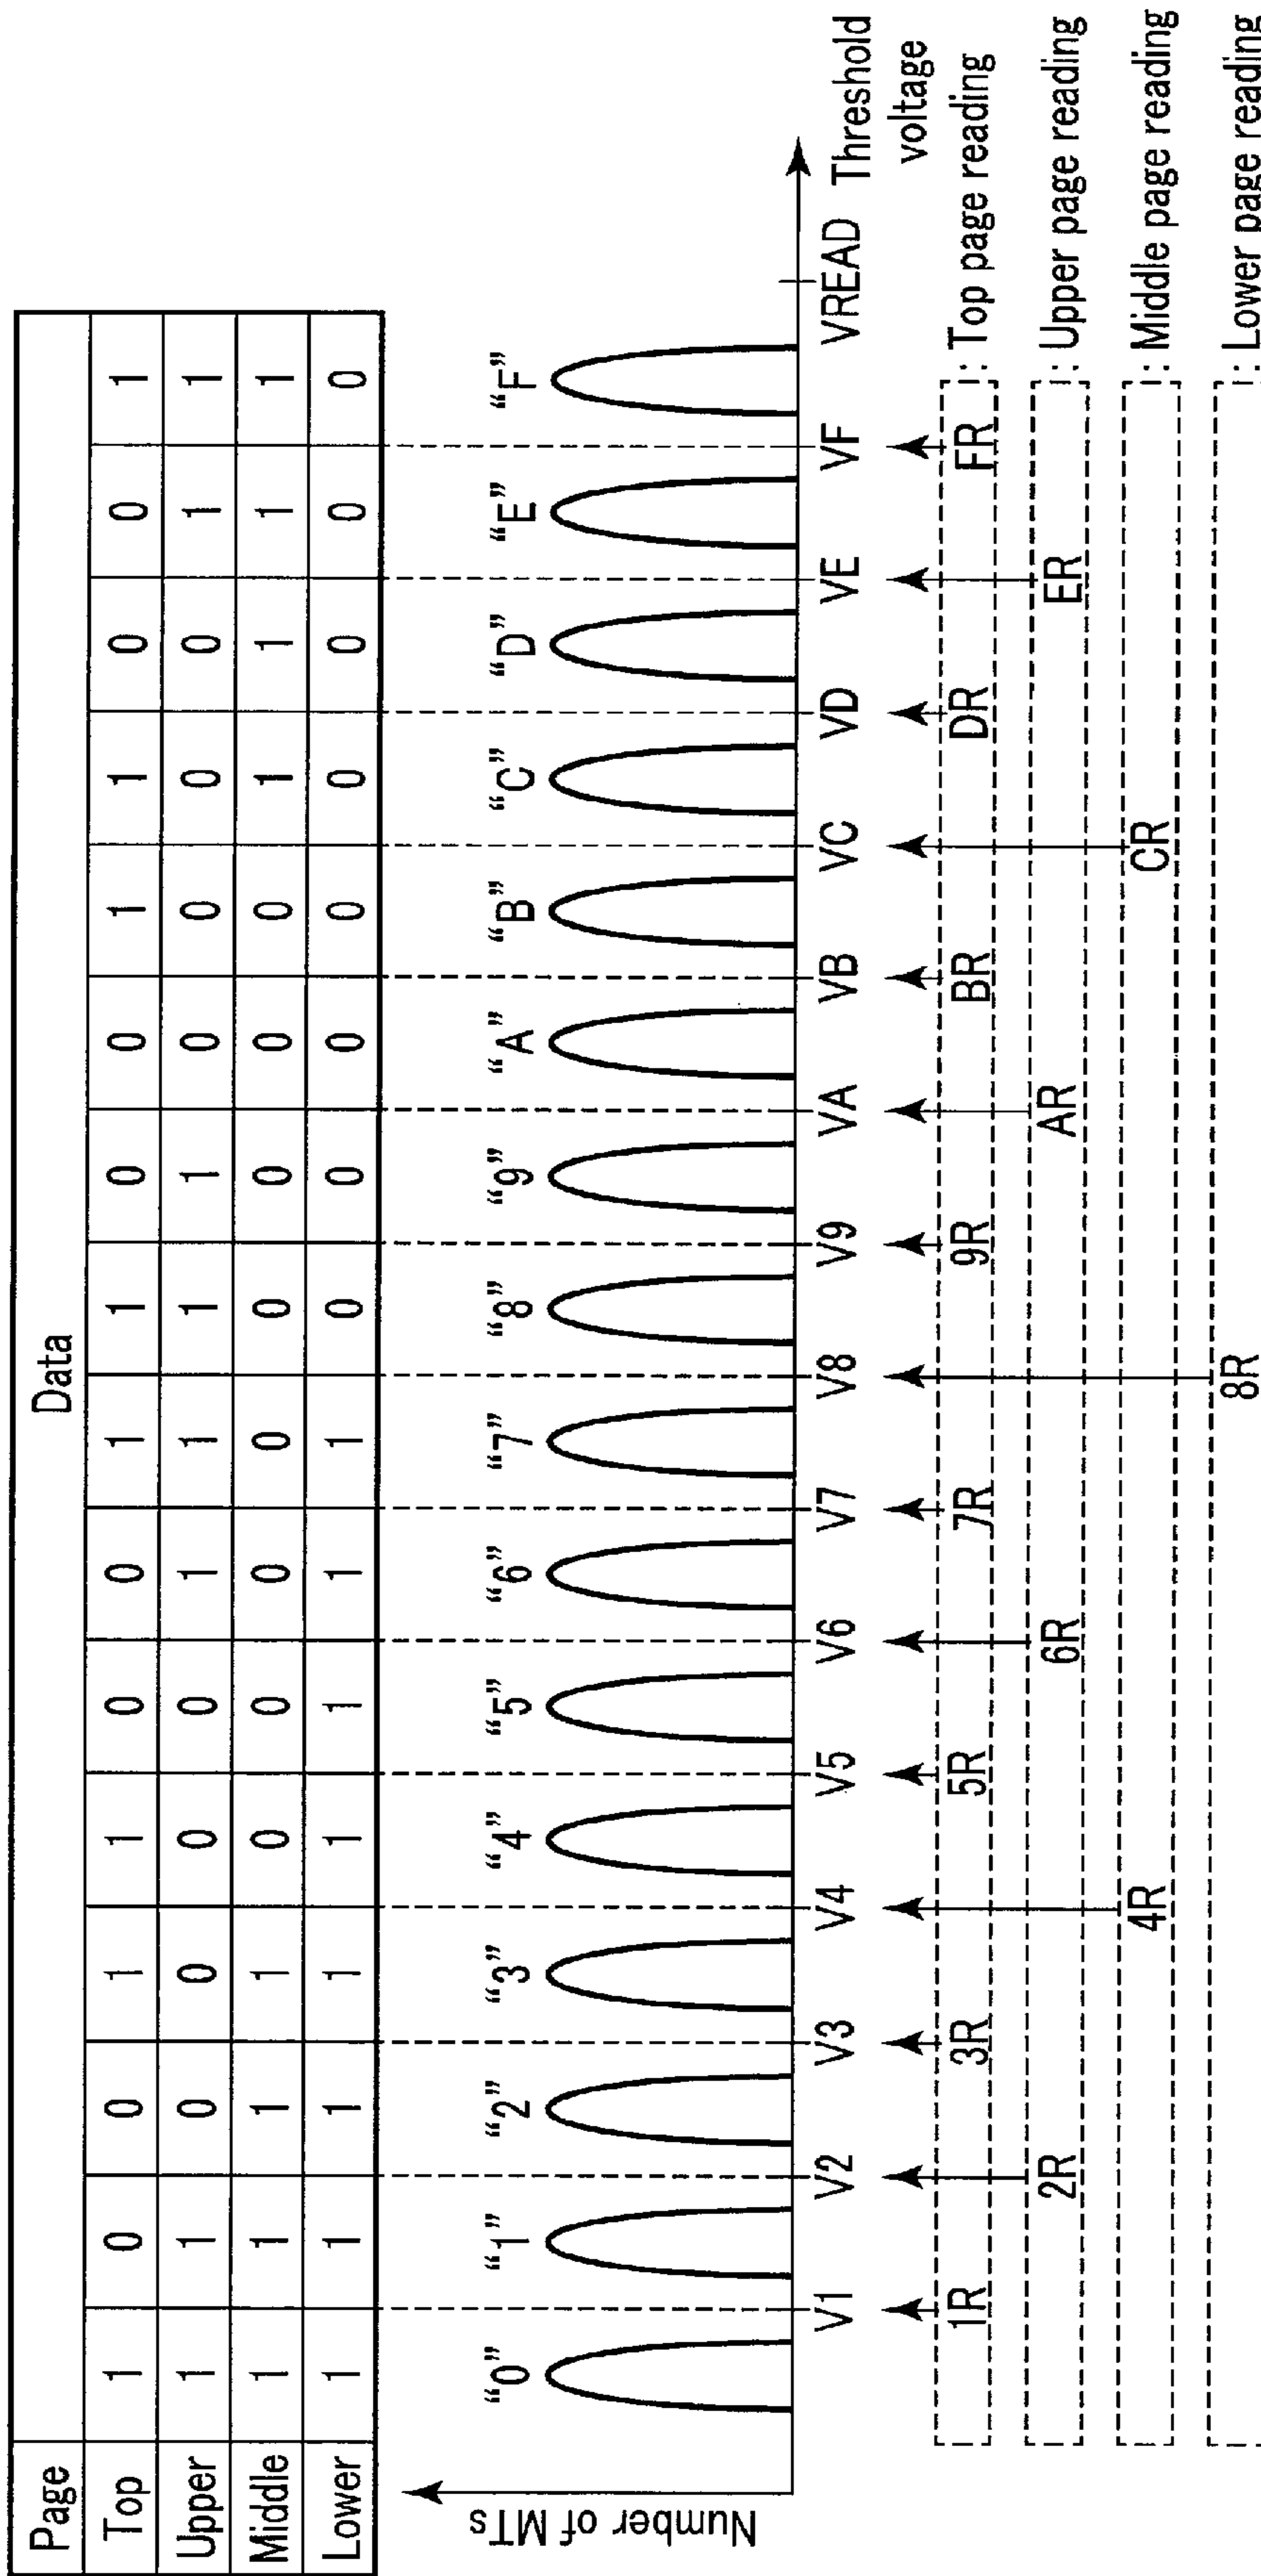 Page Data
Top 1 0 0 1 1 0 0 1 1 0 0 1 1 0 0 1
Upper 1 1 0 0 0 0 1 1 1 1 0 0 0 0 1 1
Middle 1 1 1 1 0 0 0 0 0 0 0 0 1 1 1 1
Lower 1 1 1 1 1 1 1 1 0 0 0 0 0 0 0 0
Number of MTs
“0” “1” “2” “3” “4” “5” “6” “7” “8” “9” “A” “B” “C” “D” “E” “F”
V1 V2 V3 V4 V5 V6 V7 V8 V9 VA VB VC VD VE VF VREAD Threshold
voltage
1R 3R 5R 7R 9R BR DR FR : Top page reading
2R 6R AR ER : Upper page reading
4R CR : Middle page reading
8R : Lower page reading